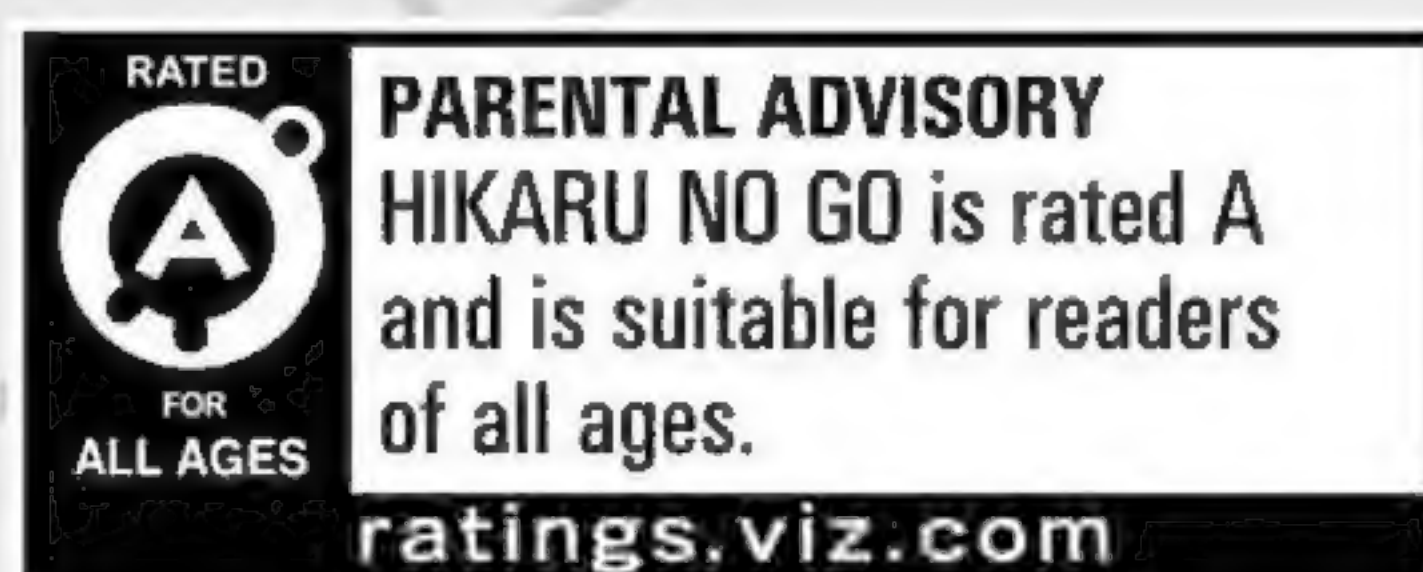 RATED
A
FOR
ALL AGES
PARENTAL ADVISORY
HIKARU NO GO is rated A
and is suitable for readers
of all ages.
ratings.viz.com